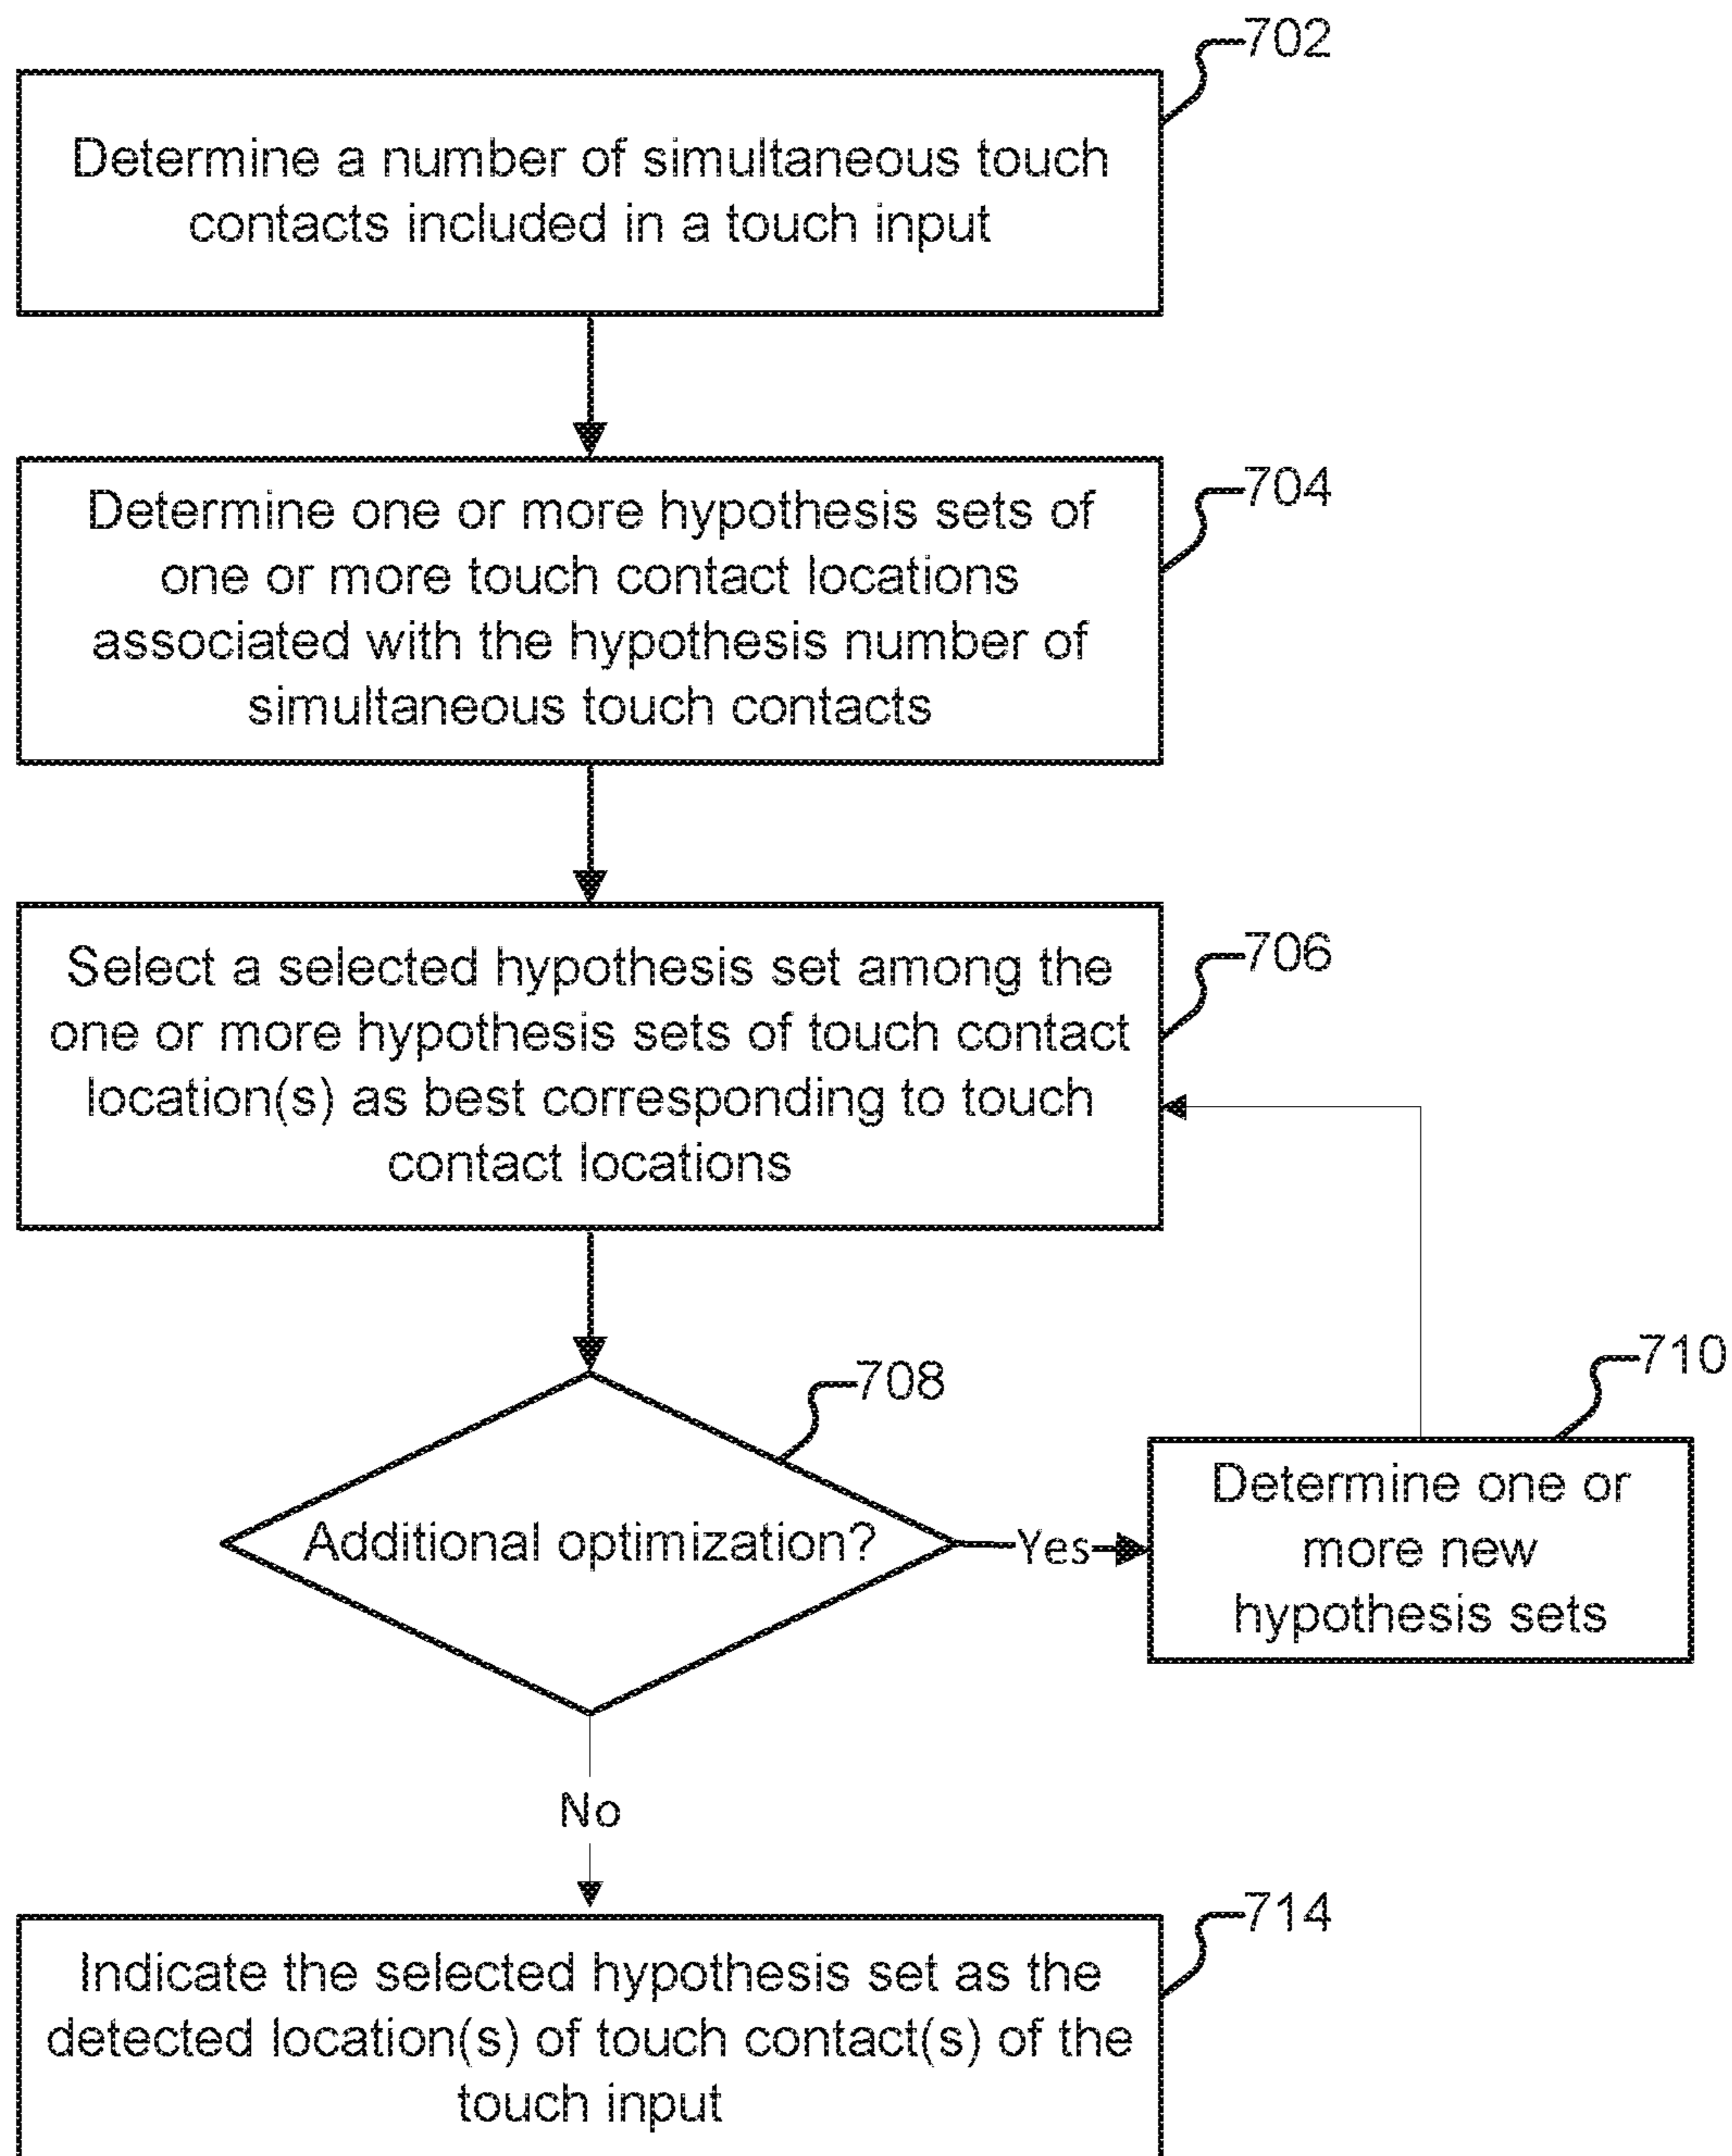 702
Determine a number of simultaneous touch
contacts included in a touch input
704
Determine one or more hypothesis sets of
one or more touch contact locations
associated with the hypothesis number of
simultaneous touch contacts
706
Select a selected hypothesis set among the
one or more hypothesis sets of touch contact
location(s) as best corresponding to touch
contact locations
708
Additional optimization?
Yes
710
Determine one or
more new
hypothesis sets
No
714
Indicate the selected hypothesis set as the
detected location(s) of touch contact(s) of the
touch input